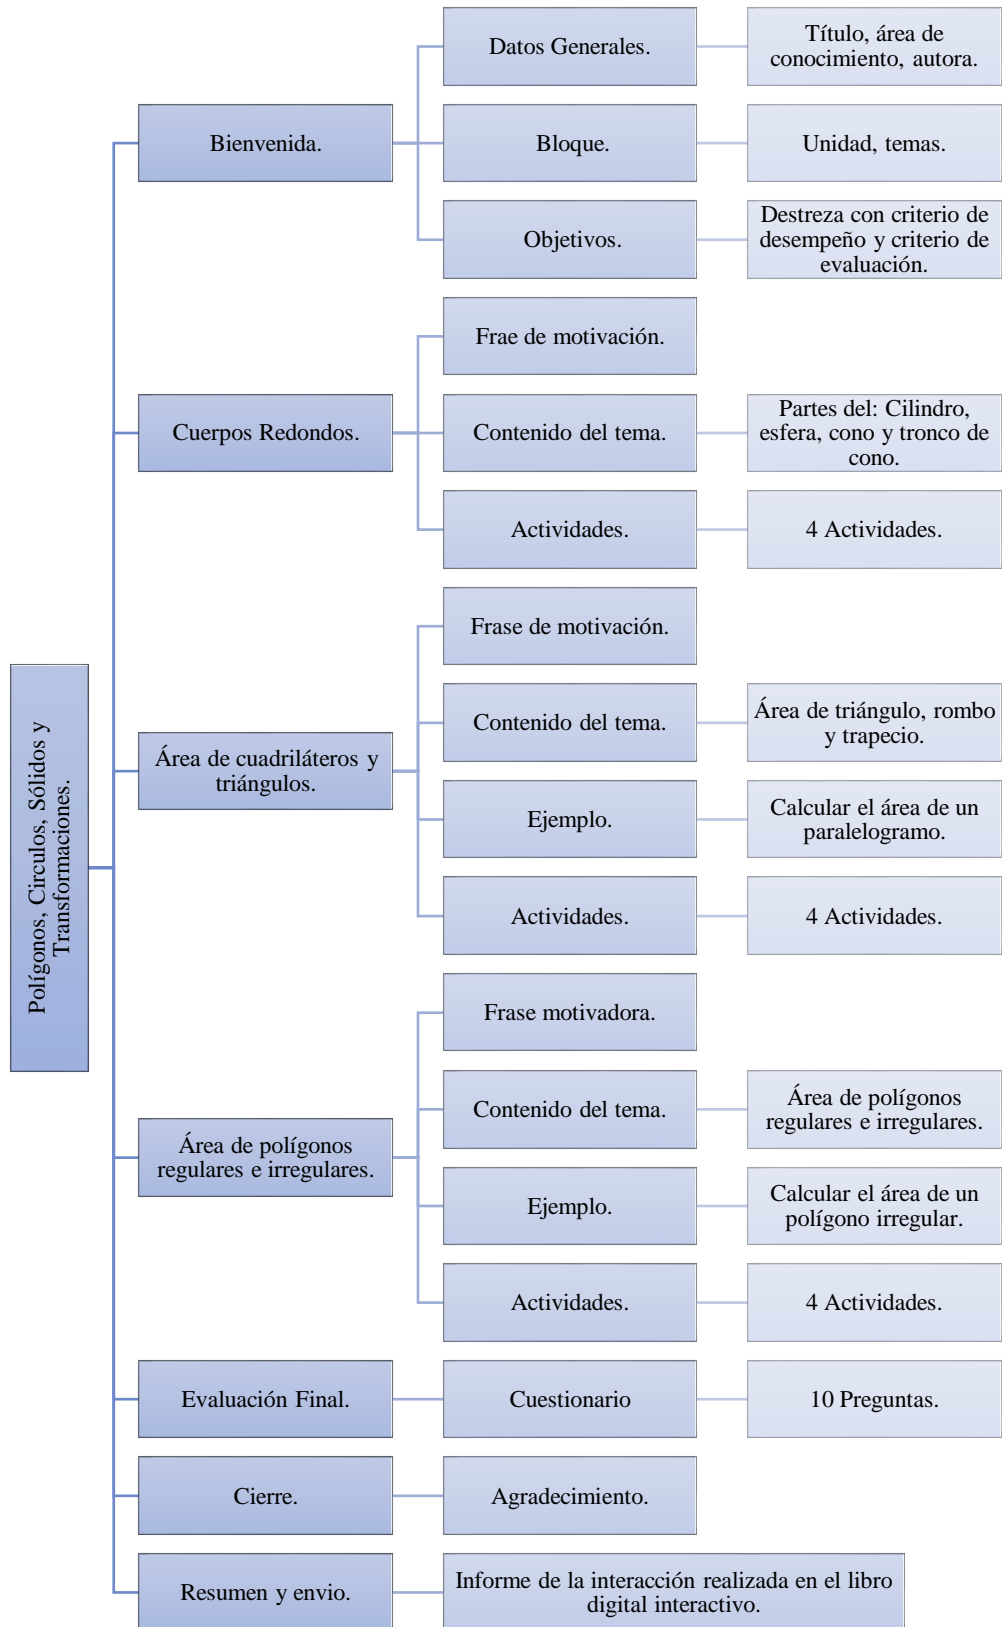 Polígonos, Circulos, Sólidos y
Transformaciones.
Bienvenida.
Datos Generales.
Título, área de
conocimiento, autora.
Bloque.
Unidad, temas.
Objetivos.
Destreza con criterio de
desempeño y criterio de
evaluación.
Cuerpos Redondos.
Frae de motivación.
Contenido del tema.
Partes del: Cilindro,
esfera, cono y tronco de
cono.
Actividades.
4 Actividades.
Área de cuadriláteros y
triángulos.
Frase de motivación.
Contenido del tema.
Área de triángulo, rombo
y trapecio.
Ejemplo.
Calcular el área de un
paralelogramo.
Actividades.
4 Actividades.
Área de polígonos
regulares e irregulares.
Frase motivadora.
Contenido del tema.
Área de polígonos
regulares e irregulares.
Ejemplo.
Calcular el área de un
polígono irregular.
Actividades.
4 Actividades.
Evaluación Final.
Cuestionario
10 Preguntas.
Cierre.
Agradecimiento.
Resumen y envio.
Informe de la interacción realizada en el libro
digital interactivo.